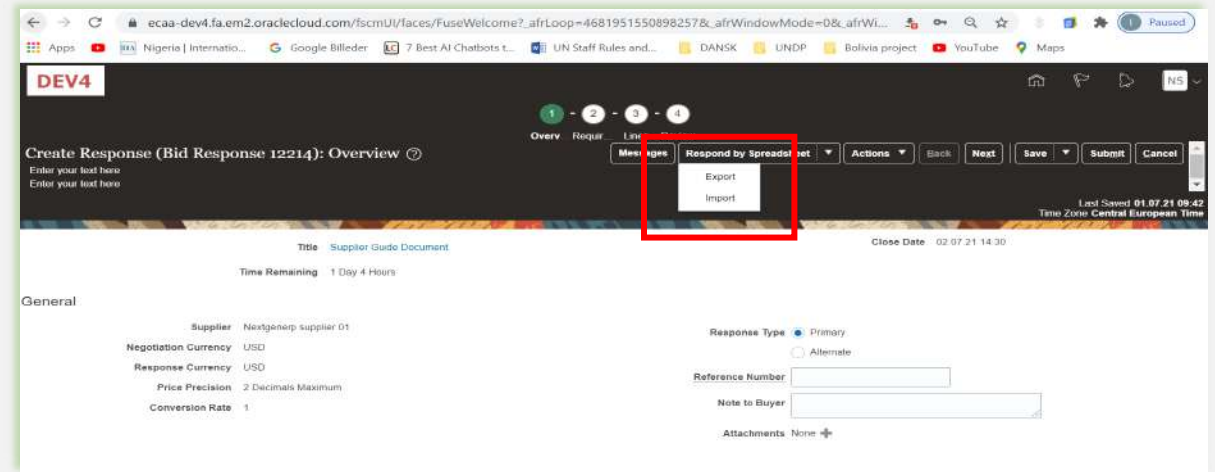 ecaa-dev4.fa.em2.oraclecloud.com/fscmUI/faces/FuseWelcome?_afrLoop=4681951550898257&_afrWindowMode=0&_afrWi...
Paused
Apps Nigeria | Internatio... Google Billeder 7 Best AI Chatbots t... UN Staff Rules and... DANSK UNDP Bolivia project YouTube Maps
DEV4
NS
1 2 3 4
Overv Requir... Line
Create Response (Bid Response 12214): Overview
Messages Respond by Spreadsheet Actions Back Next Save Submit Cancel
Enter your text here
Enter your text here
Export
Import
Last Saved 01.07.21 09:42
Time Zone Central European Time
Title Supplier Guide Document
Close Date 02.07.21 14:30
Time Remaining 1 Day 4 Hours
General
Supplier Nextgenerp supplier 01
Response Type Primary
Negotiation Currency USD
Alternate
Response Currency USD
Reference Number
Price Precision 2 Decimals Maximum
Note to Buyer
Conversion Rate 1
Attachments None